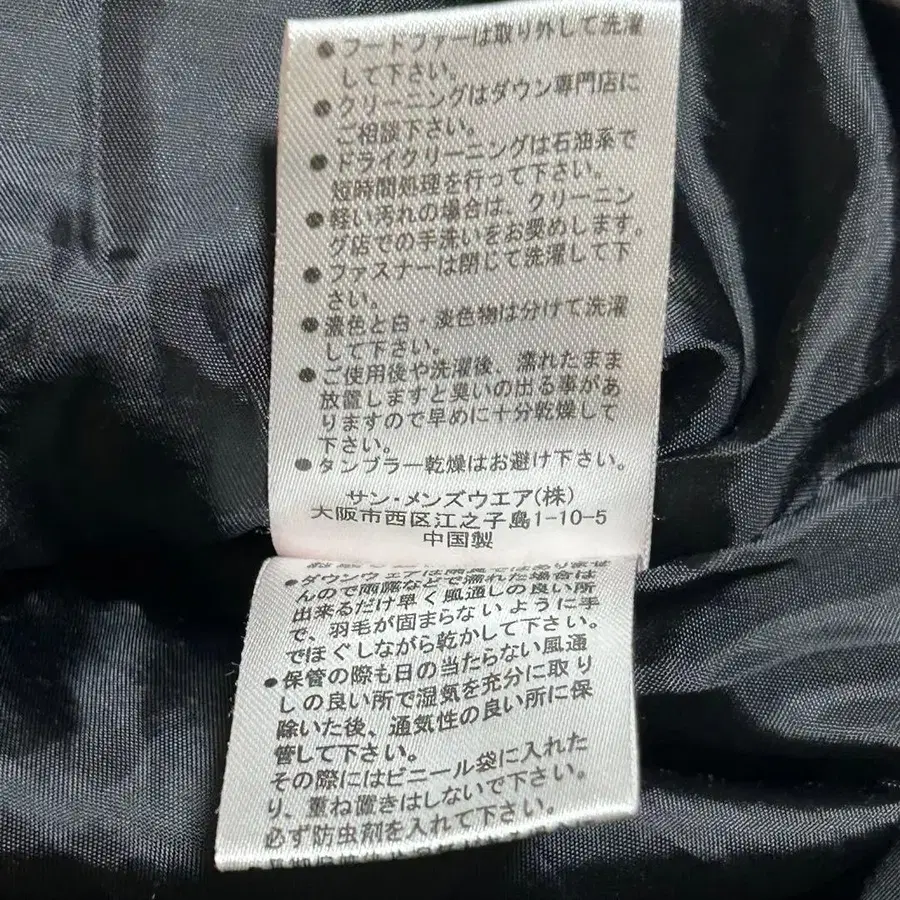 ●フードファーは取り外して洗濯
して下さい。
●クリーニングはダウン専門店に
ご相談下さい。
●ドライクリーニングは石油系で
短時間処理を行って下さい。
●軽い汚れの場合は、クリーニン
グ店での手洗いをお奨めします。
●ファスナーは閉じて洗濯して下
さい。
●濃色と白・淡色物は分けて洗濯
して下さい。
●ご使用後や洗濯後、濡れたまま
放置しますと臭いの出る事があ
りますので早めに十分乾燥して
下さい。
●タンブラー乾燥はお避け下さい。
サン・メンズウエア(株)
大阪市西区江之子島1-10-5
中国製
●ダウンウェアは雨具ではありませ
んので雨露などで濡れた場合は
出来るだけ早く風通しの良い所
で、羽毛が固まらないように手
でほぐしながら乾かして下さい。
●保管の際も日の当たらない風通
しの良い所で湿気を充分に取り
除いた後、通気性の良い所に保
管して下さい。
その際にはビニール袋に入れた
り、重ね置きはしないで下さい。
必ず防虫剤を入れて下さい。